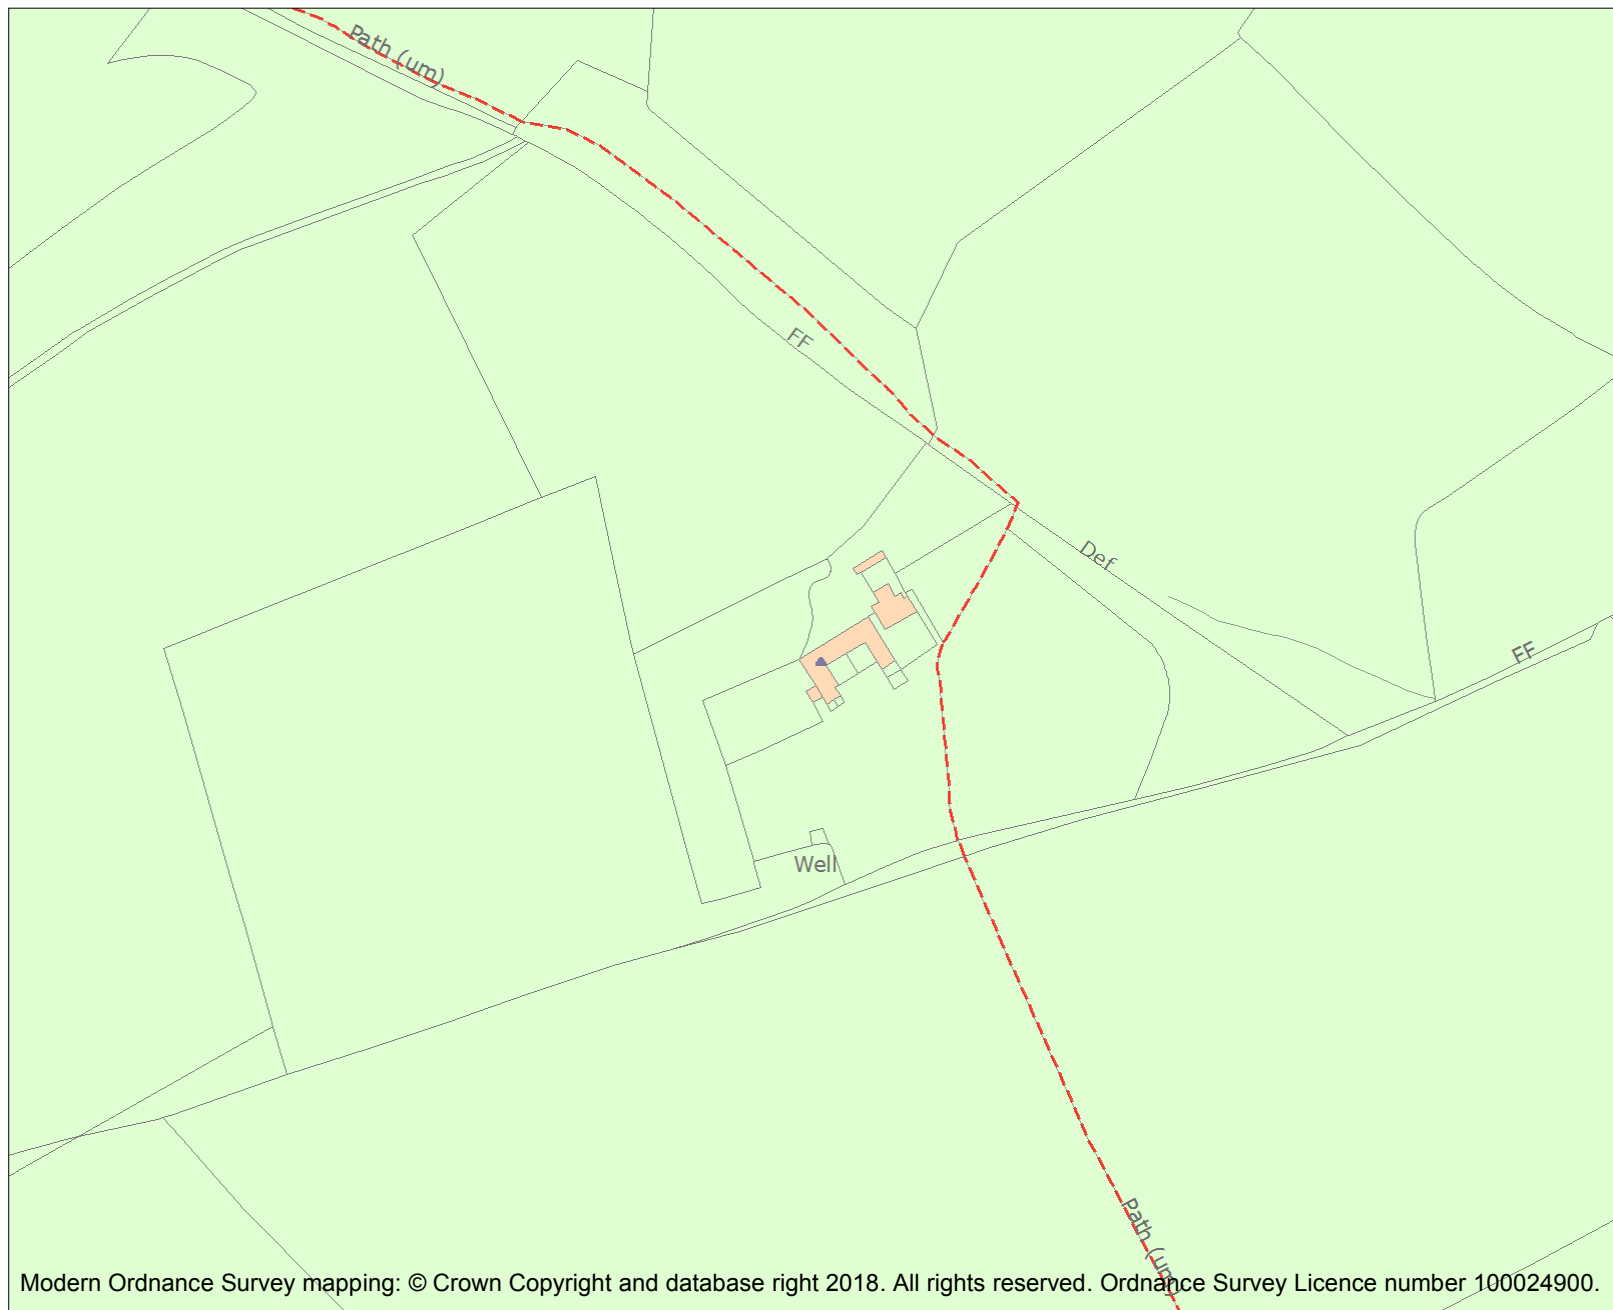 Path (um)
FF
Def
FF
Well
Path (um)
Modern Ordnance Survey mapping: © Crown Copyright and database right 2018. All rights reserved. Ordnance Survey Licence number 100024900.